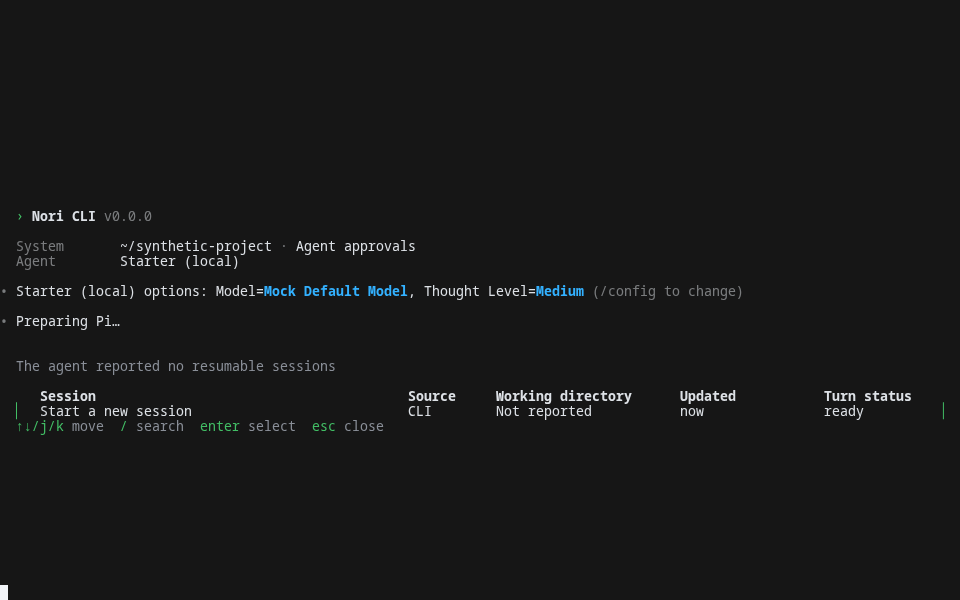 › Nori CLI v0.0.0
System ~/synthetic-project · Agent approvals
Agent Starter (local)
• Starter (local) options: Model=Mock Default Model, Thought Level=Medium (/config to change)
• Preparing Pi…
The agent reported no resumable sessions
Session Source Working directory Updated Turn status
Start a new session CLI Not reported now ready
↑↓/j/k move / search enter select esc close